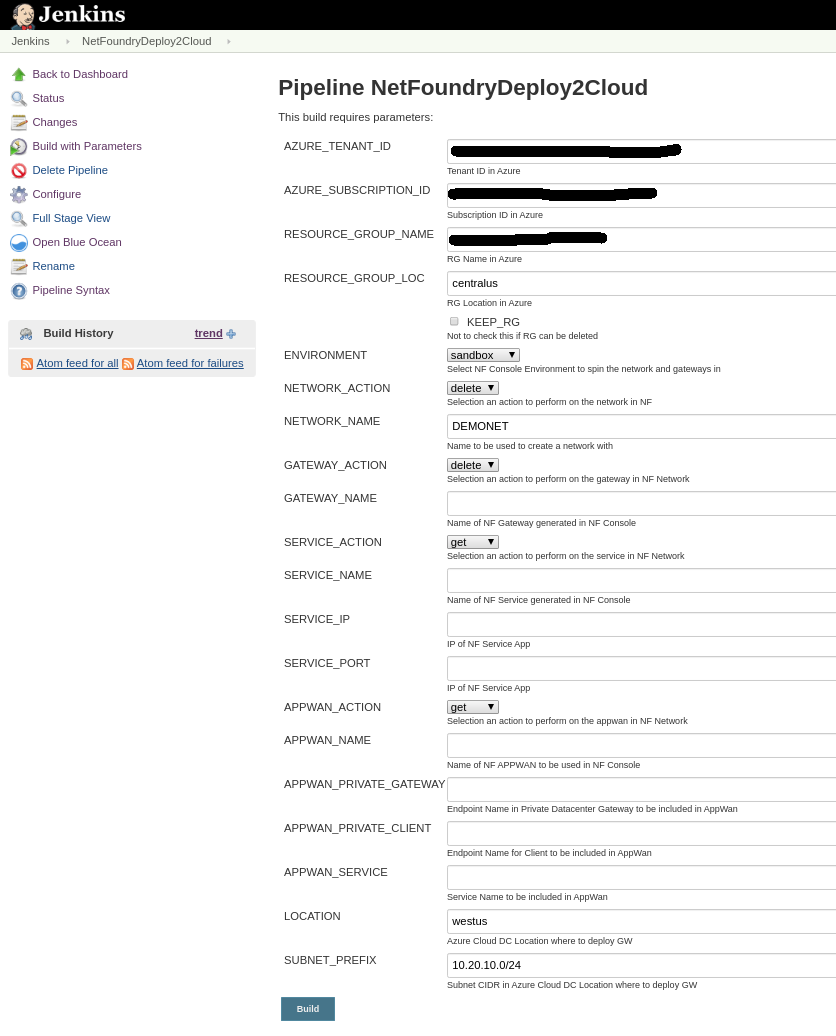 Jenkins
Jenkins NetFoundryDeploy2Cloud
Back to Dashboard
Status
Changes
Build with Parameters
Delete Pipeline
Configure
Full Stage View
Open Blue Ocean
Rename
Pipeline Syntax
Build History trend
Atom feed for all Atom feed for failures
Pipeline NetFoundryDeploy2Cloud
This build requires parameters:
AZURE_TENANT_ID
Tenant ID in Azure
AZURE_SUBSCRIPTION_ID
Subscription ID in Azure
RESOURCE_GROUP_NAME
RG Name in Azure
RESOURCE_GROUP_LOC centralus
RG Location in Azure
KEEP_RG
Not to check this if RG can be deleted
ENVIRONMENT sandbox
Select NF Console Environment to spin the network and gateways in
NETWORK_ACTION delete
Selection an action to perform on the network in NF
NETWORK_NAME DEMONET
Name to be used to create a network with
GATEWAY_ACTION delete
Selection an action to perform on the gateway in NF Network
GATEWAY_NAME
Name of NF Gateway generated in NF Console
SERVICE_ACTION get
Selection an action to perform on the service in NF Network
SERVICE_NAME
Name of NF Service generated in NF Console
SERVICE_IP
IP of NF Service App
SERVICE_PORT
IP of NF Service App
APPWAN_ACTION get
Selection an action to perform on the appwan in NF Network
APPWAN_NAME
Name of NF APPWAN to be used in NF Console
APPWAN_PRIVATE_GATEWAY
Endpoint Name in Private Datacenter Gateway to be included in AppWan
APPWAN_PRIVATE_CLIENT
Endpoint Name for Client to be included in AppWan
APPWAN_SERVICE
Service Name to be included in AppWan
LOCATION westus
Azure Cloud DC Location where to deploy GW
SUBNET_PREFIX 10.20.10.0/24
Subnet CIDR in Azure Cloud DC Location where to deploy GW
Build